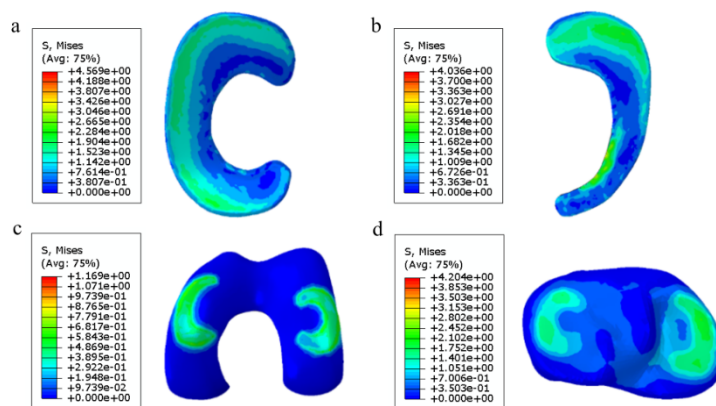 a
S, Mises
(Avg: 75%)
+4.569e+00
+4.188e+00
+3.807e+00
+3.426e+00
+3.046e+00
+2.665e+00
+2.284e+00
+1.904e+00
+1.523e+00
+1.142e+00
+7.614e-01
+3.807e-01
+0.000e+00
b
S, Mises
(Avg: 75%)
+4.036e+00
+3.700e+00
+3.363e+00
+3.027e+00
+2.691e+00
+2.354e+00
+2.018e+00
+1.682e+00
+1.345e+00
+1.009e+00
+6.726e-01
+3.363e-01
+0.000e+00
c
S, Mises
(Avg: 75%)
+1.169e+00
+1.071e+00
+9.739e-01
+8.765e-01
+7.791e-01
+6.817e-01
+5.843e-01
+4.869e-01
+3.895e-01
+2.922e-01
+1.948e-01
+9.739e-02
+0.000e+00
d
S, Mises
(Avg: 75%)
+4.204e+00
+3.853e+00
+3.503e+00
+3.153e+00
+2.802e+00
+2.452e+00
+2.102e+00
+1.752e+00
+1.401e+00
+1.051e+00
+7.006e-01
+3.503e-01
+0.000e+00